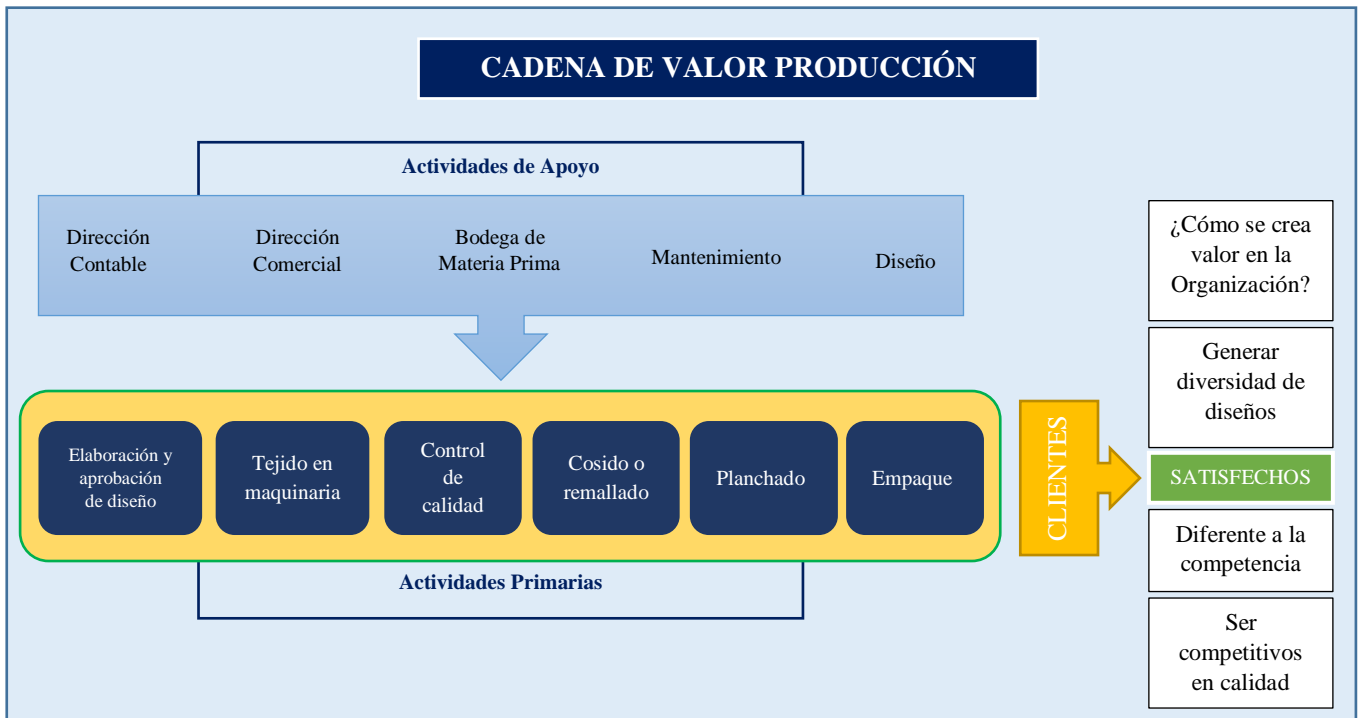 CADENA DE VALOR PRODUCCIÓN
Actividades de Apoyo
Dirección
Contable
Dirección
Comercial
Bodega de
Materia Prima
Mantenimiento
Diseño
Elaboración y
aprobación
de diseño
Tejido en
maquinaria
Control
de
calidad
Cosido o
remallado
Planchado
Empaque
Actividades Primarias
CLIENTES
¿Cómo se crea
valor en la
Organización?
Generar
diversidad de
diseños
SATISFECHOS
Diferente a la
competencia
Ser
competitivos
en calidad